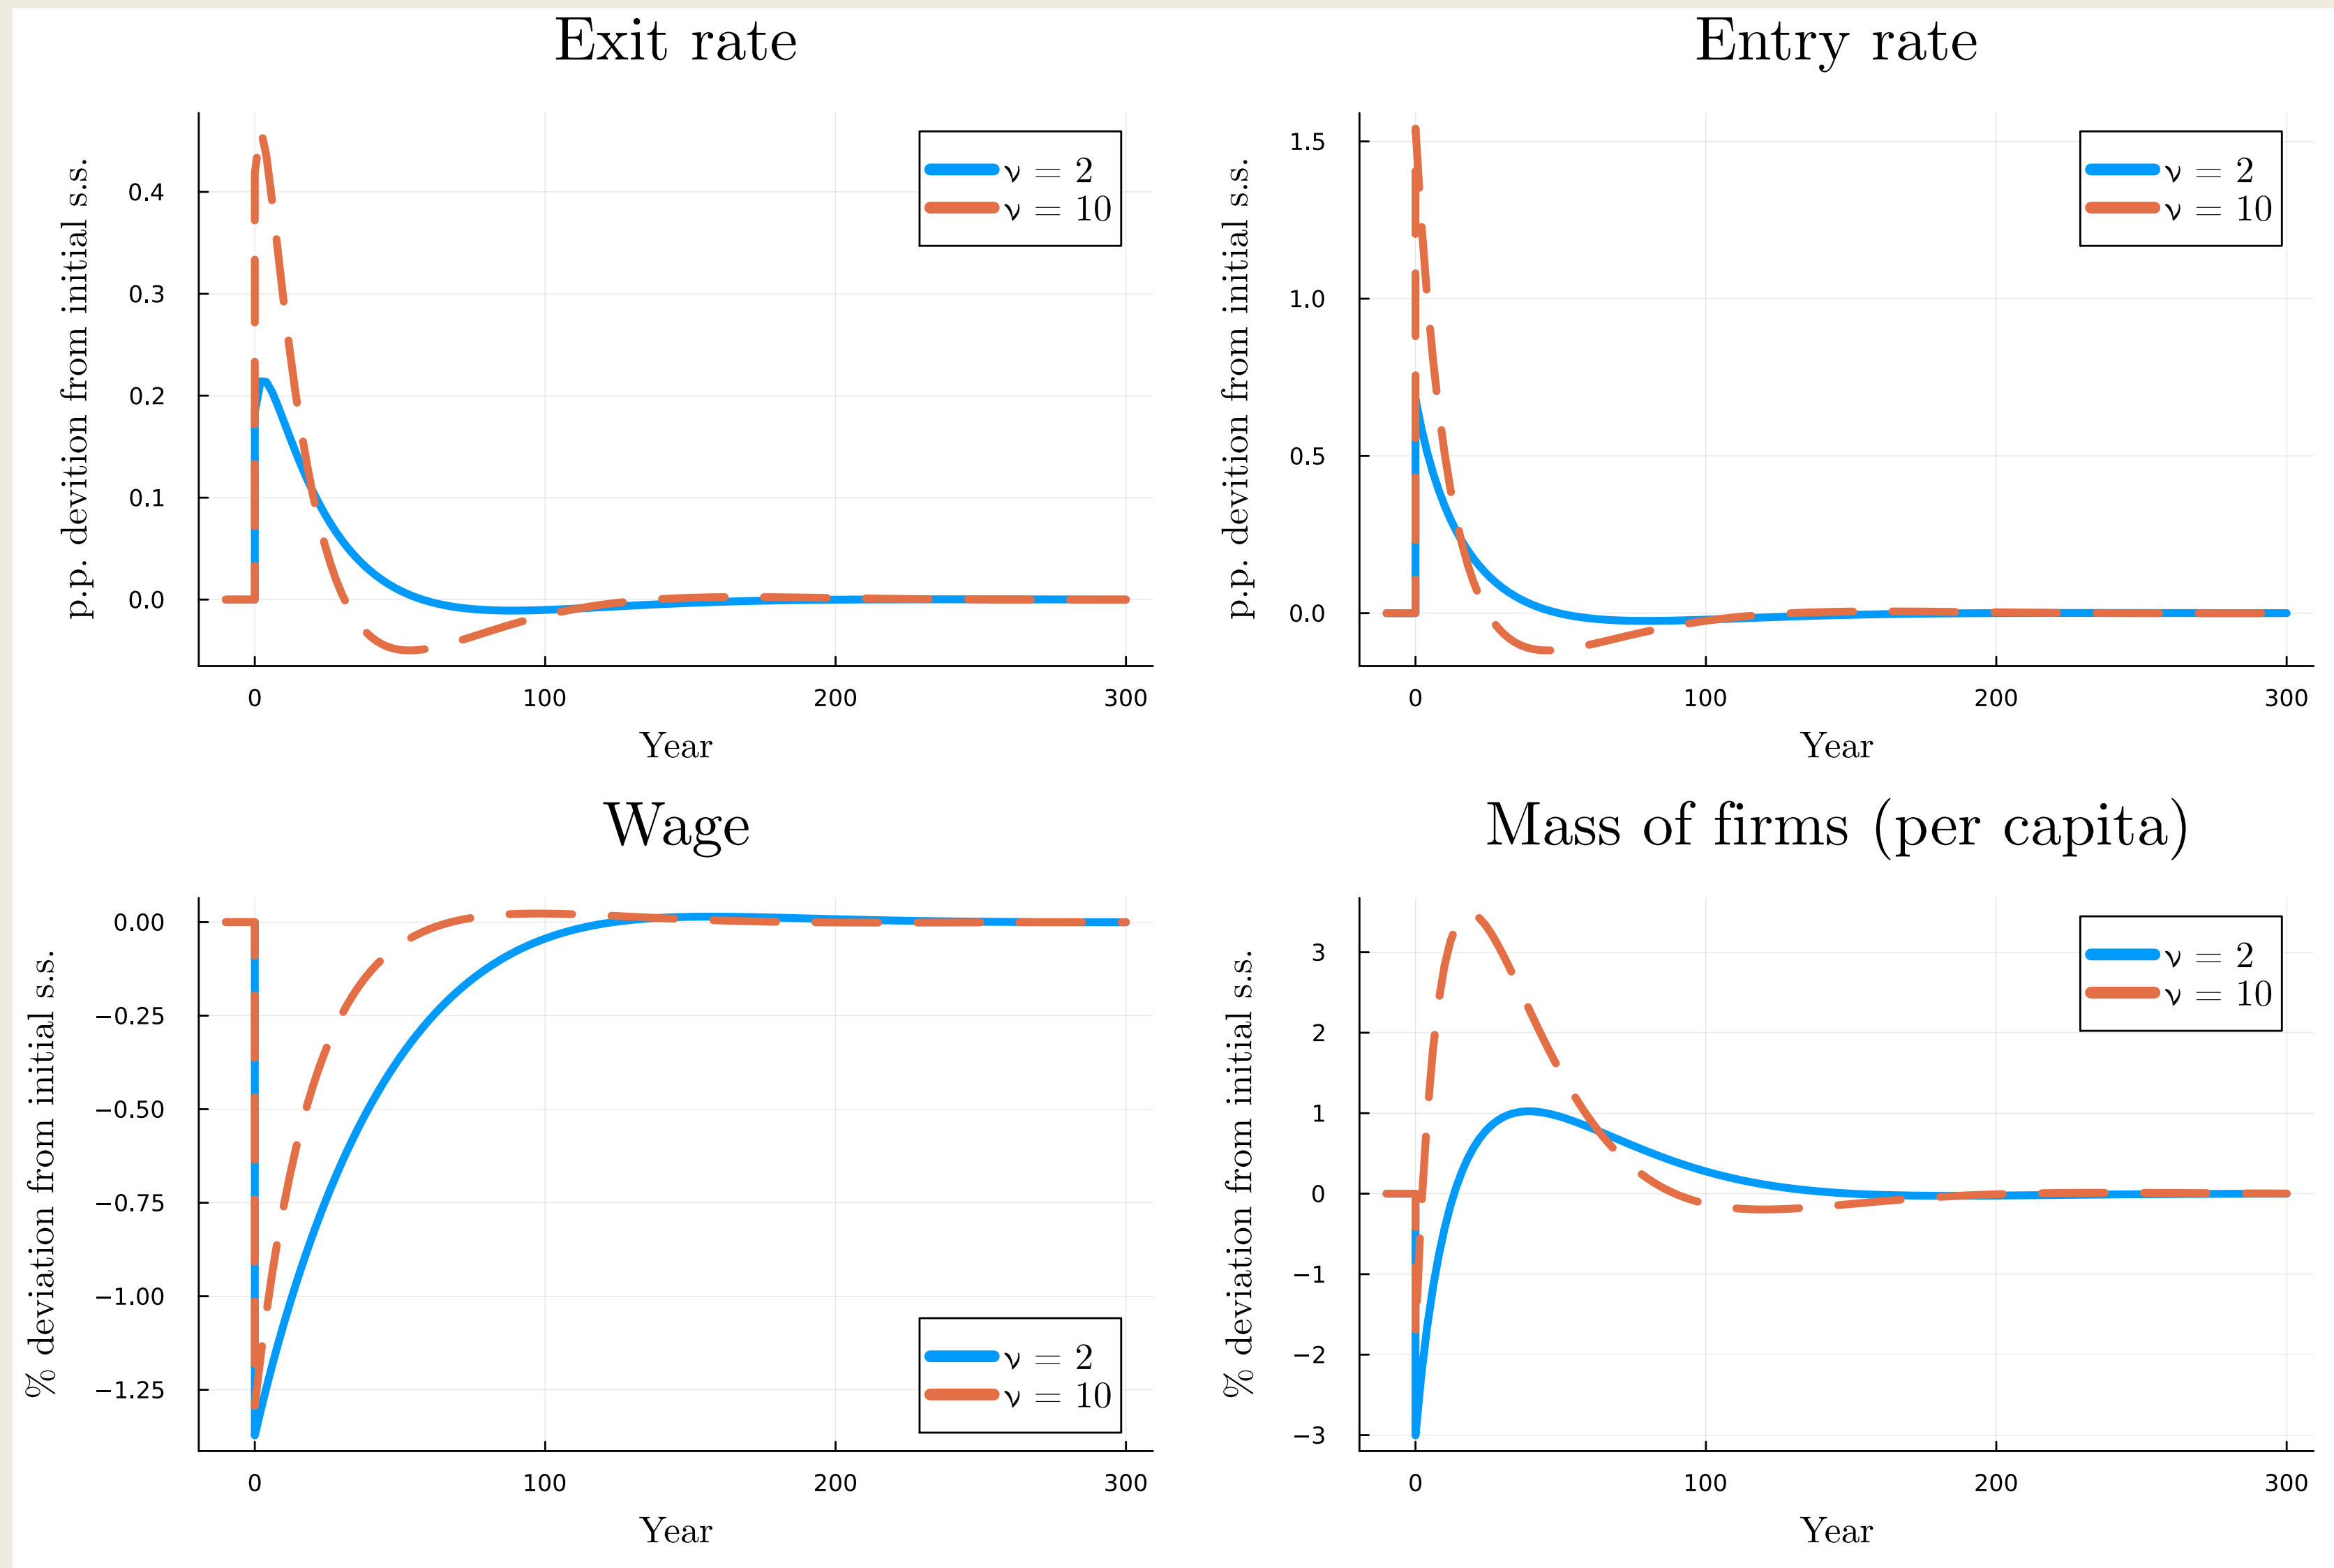 Exit rate
p.p. devition from initial s.s.
0.4
0.3
0.2
0.1
0.0
0 100 200 300
Year
ν = 2
ν = 10
Entry rate
p.p. devition from initial s.s.
1.5
1.0
0.5
0.0
0 100 200 300
Year
ν = 2
ν = 10
Wage
% deviation from initial s.s.
0.00
−0.25
−0.50
−0.75
−1.00
−1.25
0 100 200 300
Year
ν = 2
ν = 10
Mass of firms (per capita)
% deviation from initial s.s.
3
2
1
0
−1
−2
−3
0 100 200 300
Year
ν = 2
ν = 10